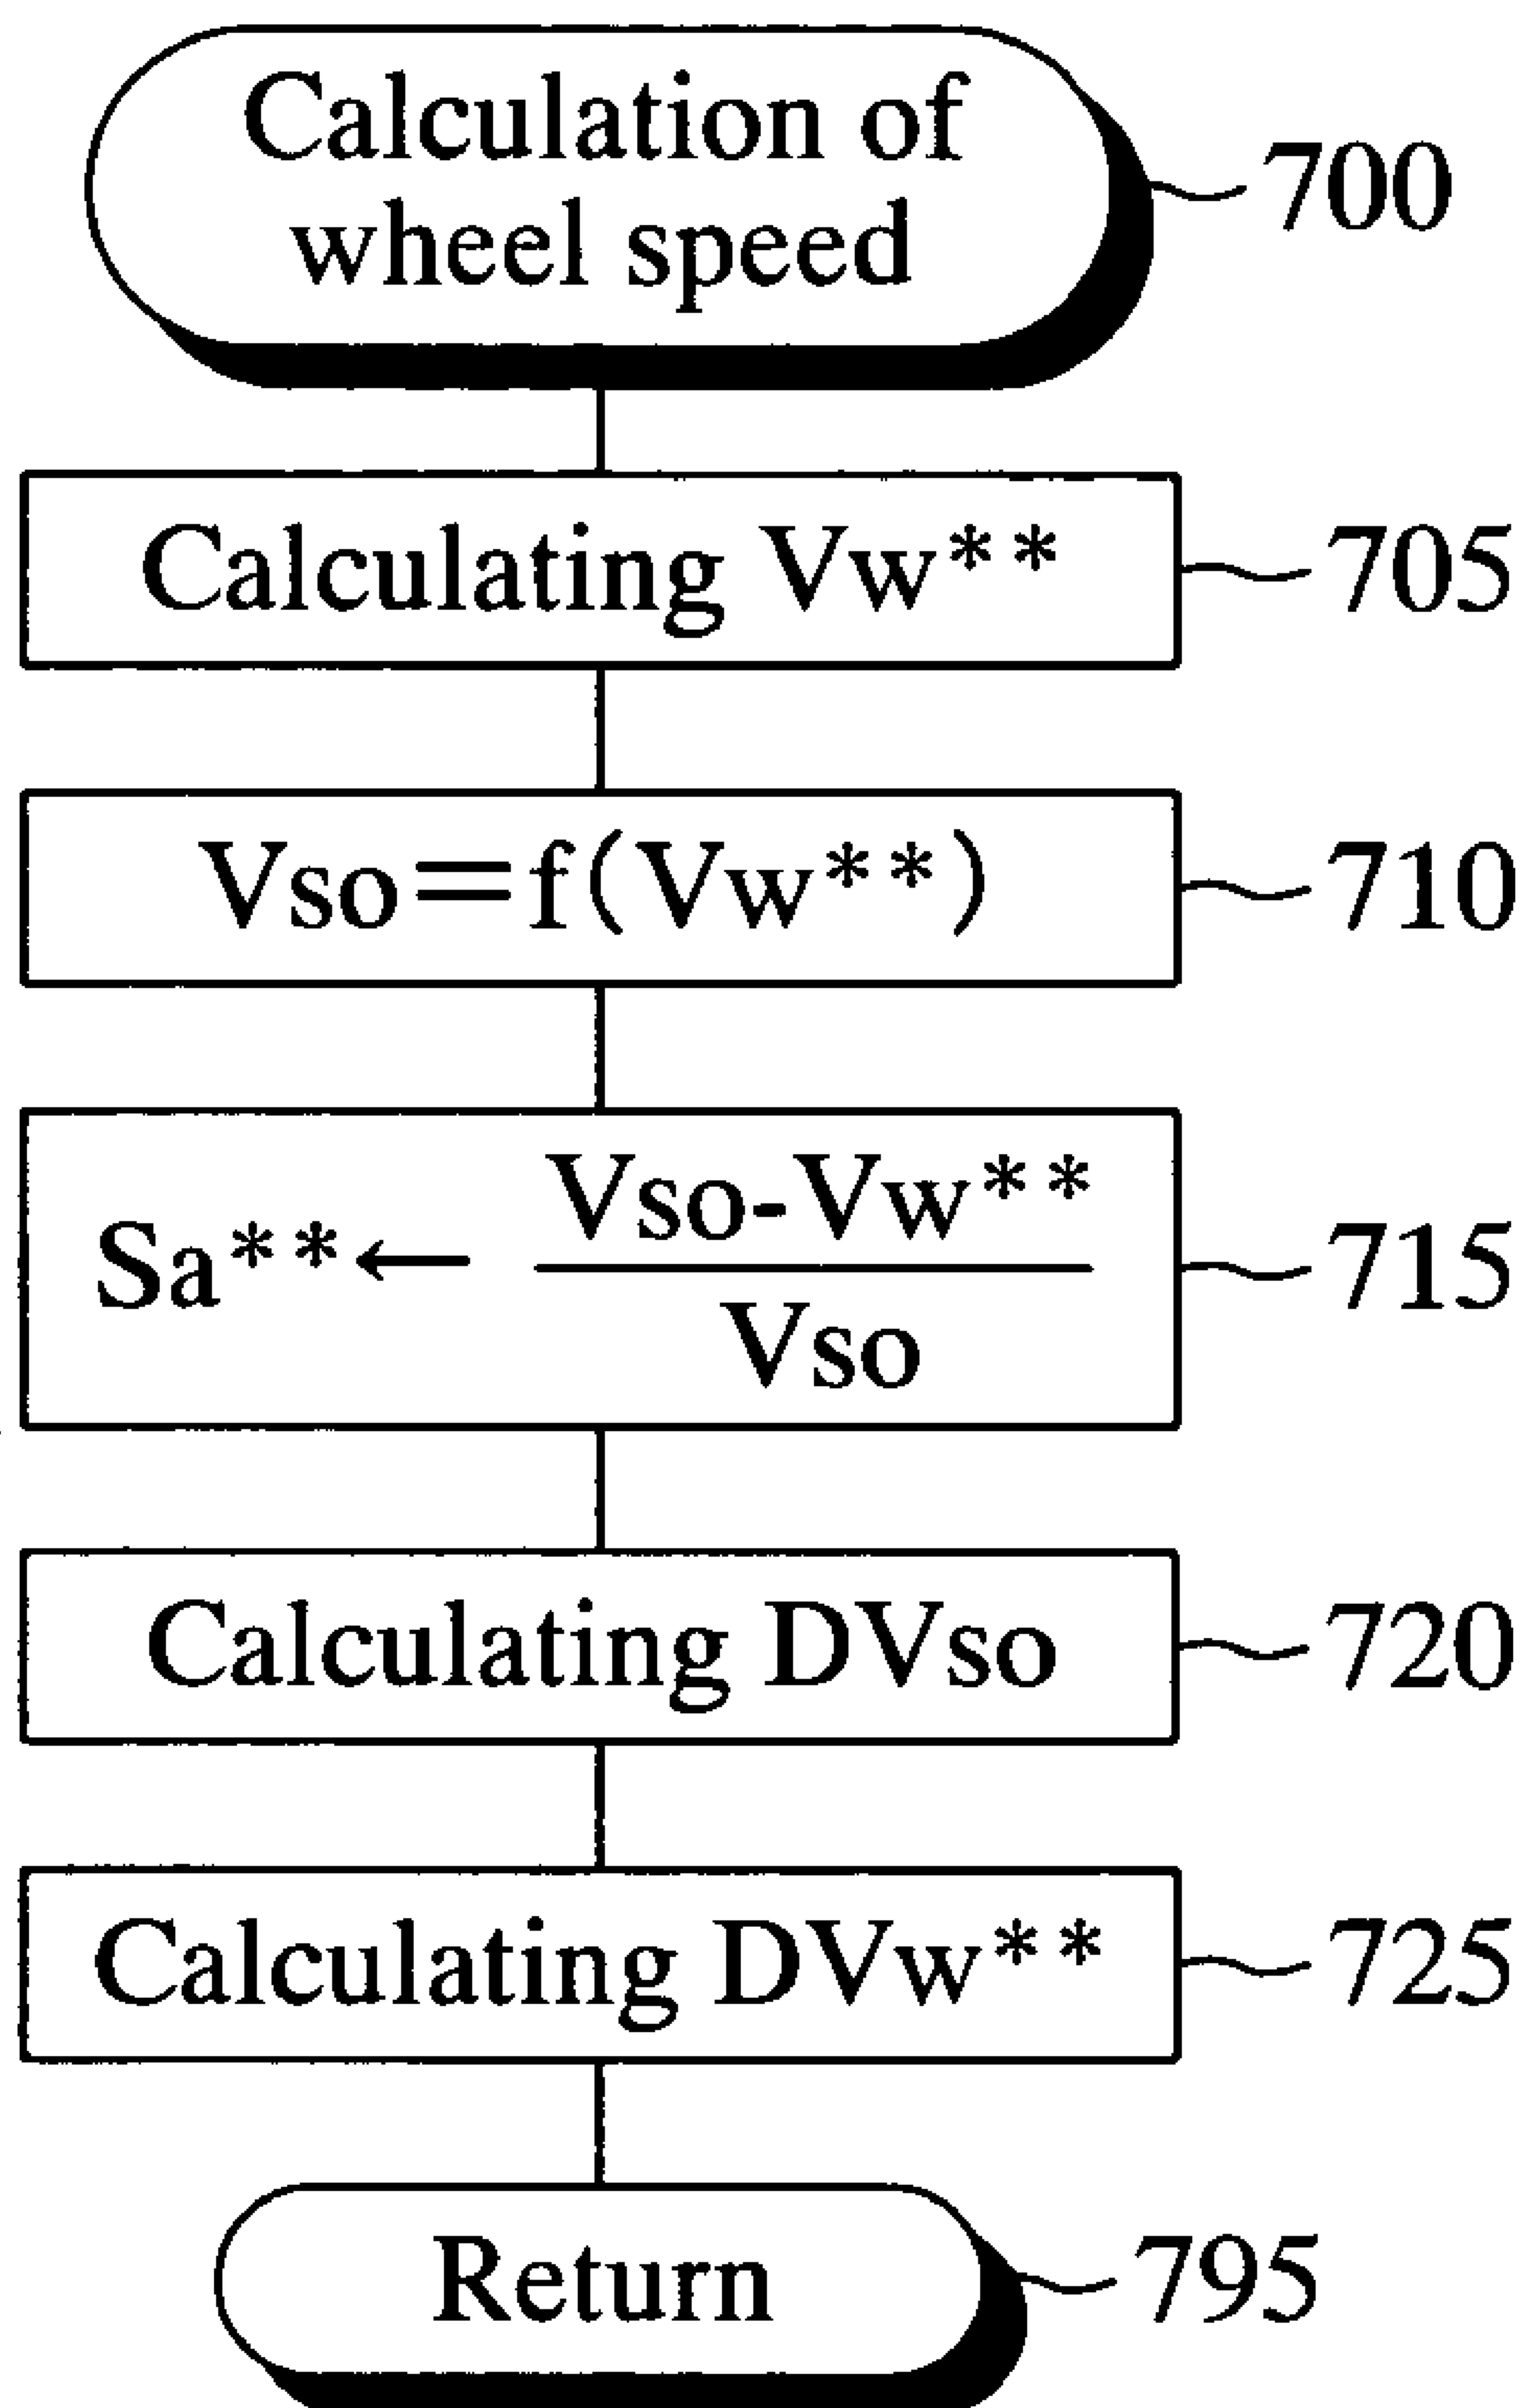 Calculation of
wheel speed
700
Calculating Vw**
705
Vso=f(Vw**)
710
Sa**← Vso-Vw**
Vso
715
Calculating DVso
720
Calculating DVw**
725
Return
795